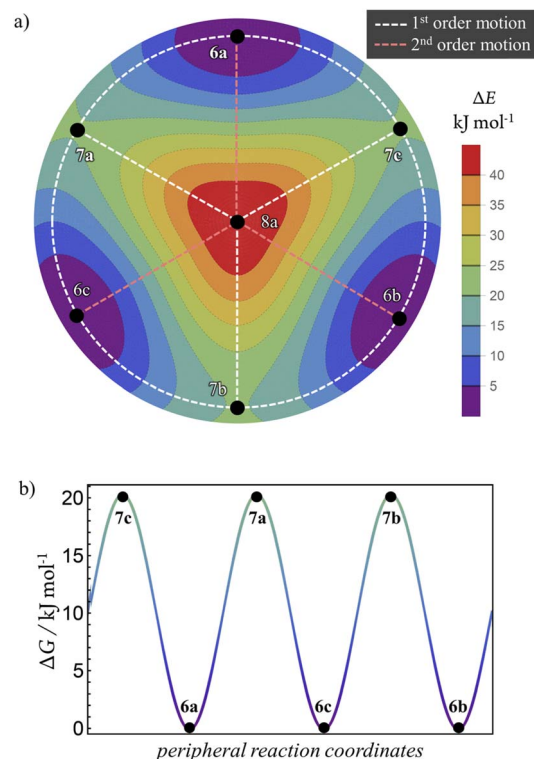 a)
1st order motion
2nd order motion
6a
7a
7c
8a
6c
6b
7b
ΔE
kJ mol-1
40
35
30
25
20
15
10
5
b)
20
15
10
5
0
ΔG / kJ mol-1
7c
7a
7b
6a
6c
6b
peripheral reaction coordinates